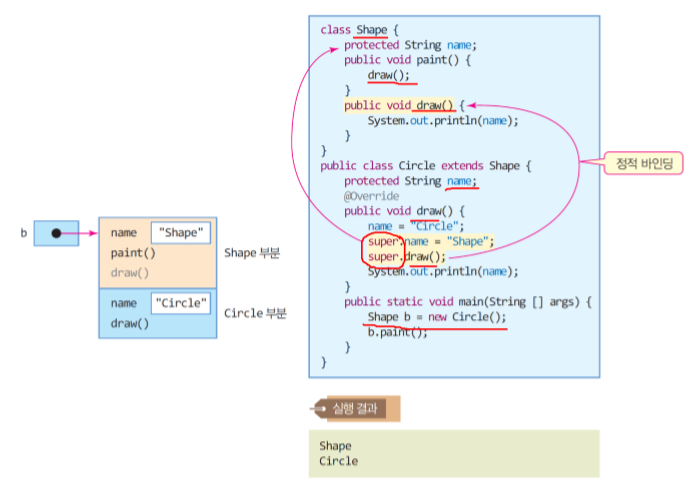 class Shape {
protected String name;
public void paint() {
draw();
}
public void draw() {
System.out.println(name);
}
}
public class Circle extends Shape {
protected String name;
@Override
public void draw() {
name = "Circle";
super.name = "Shape";
super.draw();
System.out.println(name);
}
public static void main(String [] args) {
Shape b = new Circle();
b.paint();
}
}
정적 바인딩
b
name "Shape"
paint()
draw()
Shape 부분
name "Circle"
draw()
Circle 부분
실행 결과
Shape
Circle